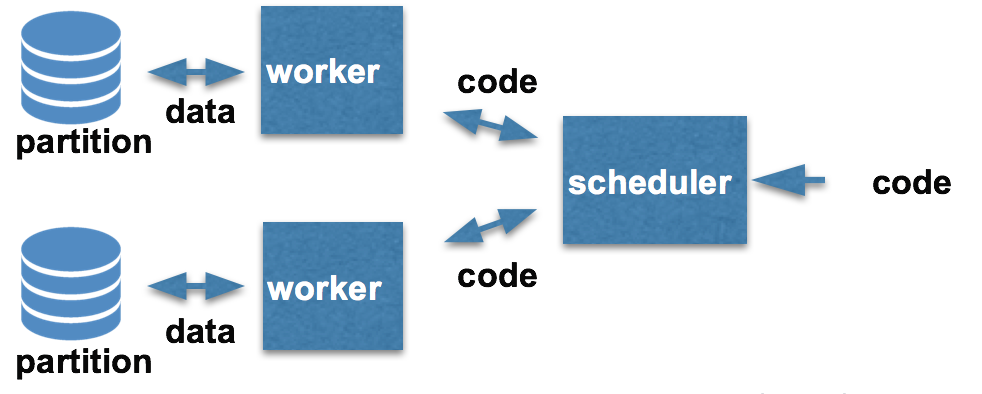 worker
code
data
partition
scheduler
code
worker
code
data
partition